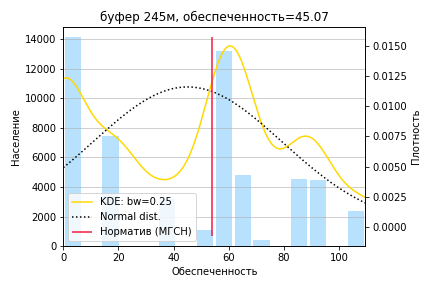 буфер 245м, обеспеченность=45.07
14000
12000
10000
8000
6000
4000
2000
0
Население
0.0150
0.0125
0.0100
0.0075
0.0050
0.0025
0.0000
Плотность
KDE: bw=0.25
Normal dist.
Норматив (МГСН)
0 20 40 60 80 100
Обеспеченность